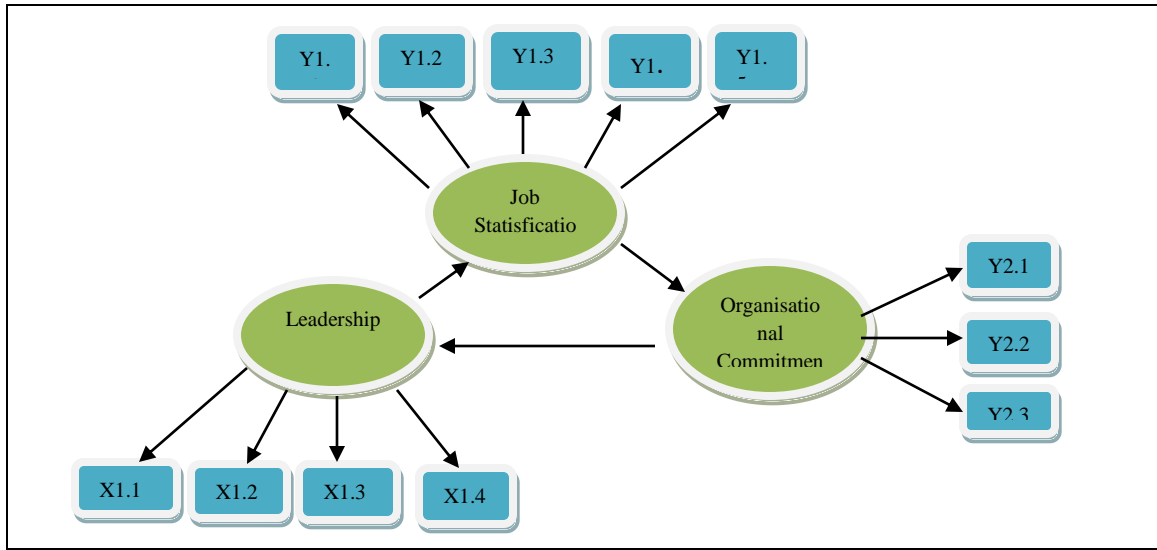 Y1.
Y1.2
Y1.3
Y1.
Y1.
Job
Statisficatio
Leadership
Organisatio
nal
Commitmen
Y2.1
Y2.2
Y2.3
X1.1
X1.2
X1.3
X1.4